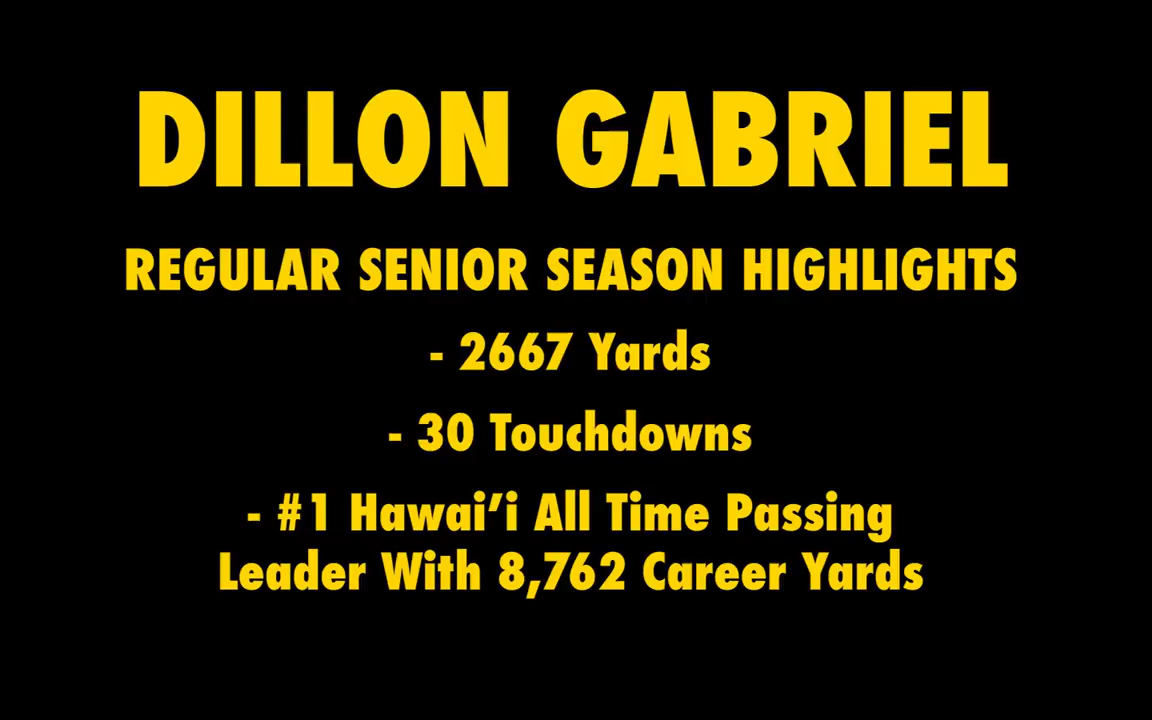 DILLON GABRIEL
REGULAR SENIOR SEASON HIGHLIGHTS
- 2667 Yards
- 30 Touchdowns
- #1 Hawai’i All Time Passing
Leader With 8,762 Career Yards